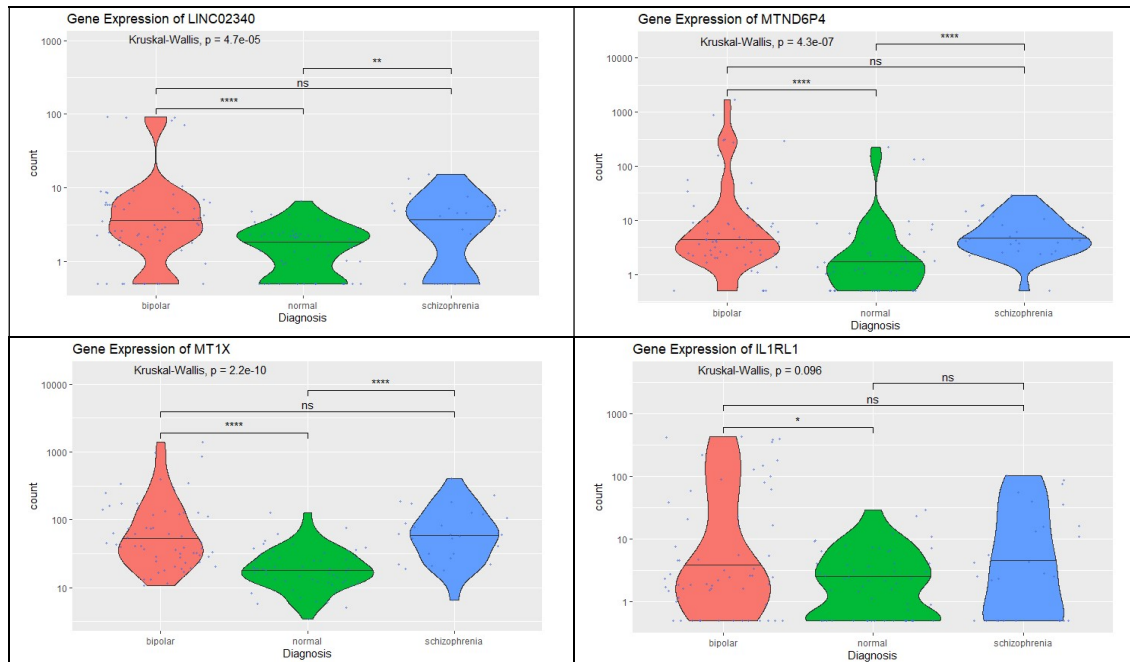 Gene Expression of LINC02340
Kruskal-Wallis, p = 4.7e-05
1000
100
10
1
count
**
ns
****
bipolar
normal
schizophrenia
Diagnosis
Gene Expression of MTND6P4
Kruskal-Wallis, p = 4.3e-07
10000
1000
100
10
1
count
****
ns
****
bipolar
normal
schizophrenia
Diagnosis
Gene Expression of MT1X
Kruskal-Wallis, p = 2.2e-10
10000
1000
100
10
count
****
ns
****
bipolar
normal
schizophrenia
Diagnosis
Gene Expression of IL1RL1
Kruskal-Wallis, p = 0.096
1000
100
10
1
count
ns
ns
*
bipolar
normal
schizophrenia
Diagnosis